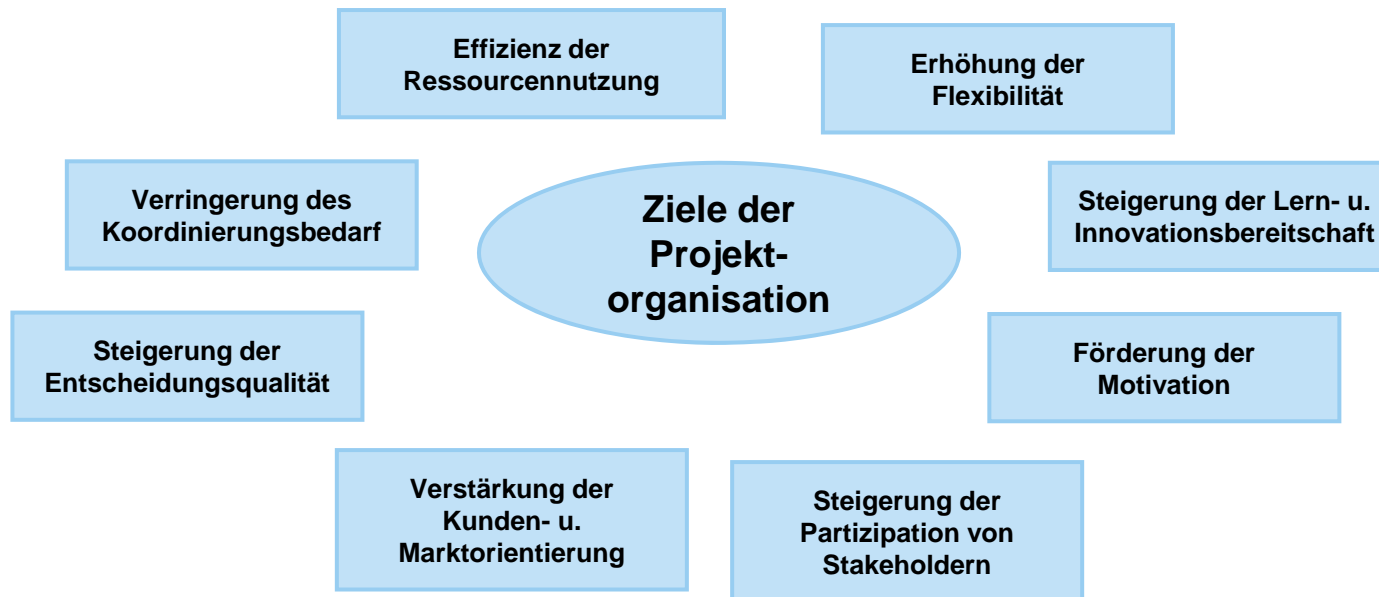 Effizienz der
Ressourcennutzung
Erhöhung der
Flexibilität
Verringerung des
Koordinierungsbedarf
Ziele der
Projekt-
organisation
Steigerung der Lern- u.
Innovationsbereitschaft
Steigerung der
Entscheidungsqualität
Förderung der
Motivation
Verstärkung der
Kunden- u.
Marktorientierung
Steigerung der
Partizipation von
Stakeholdern